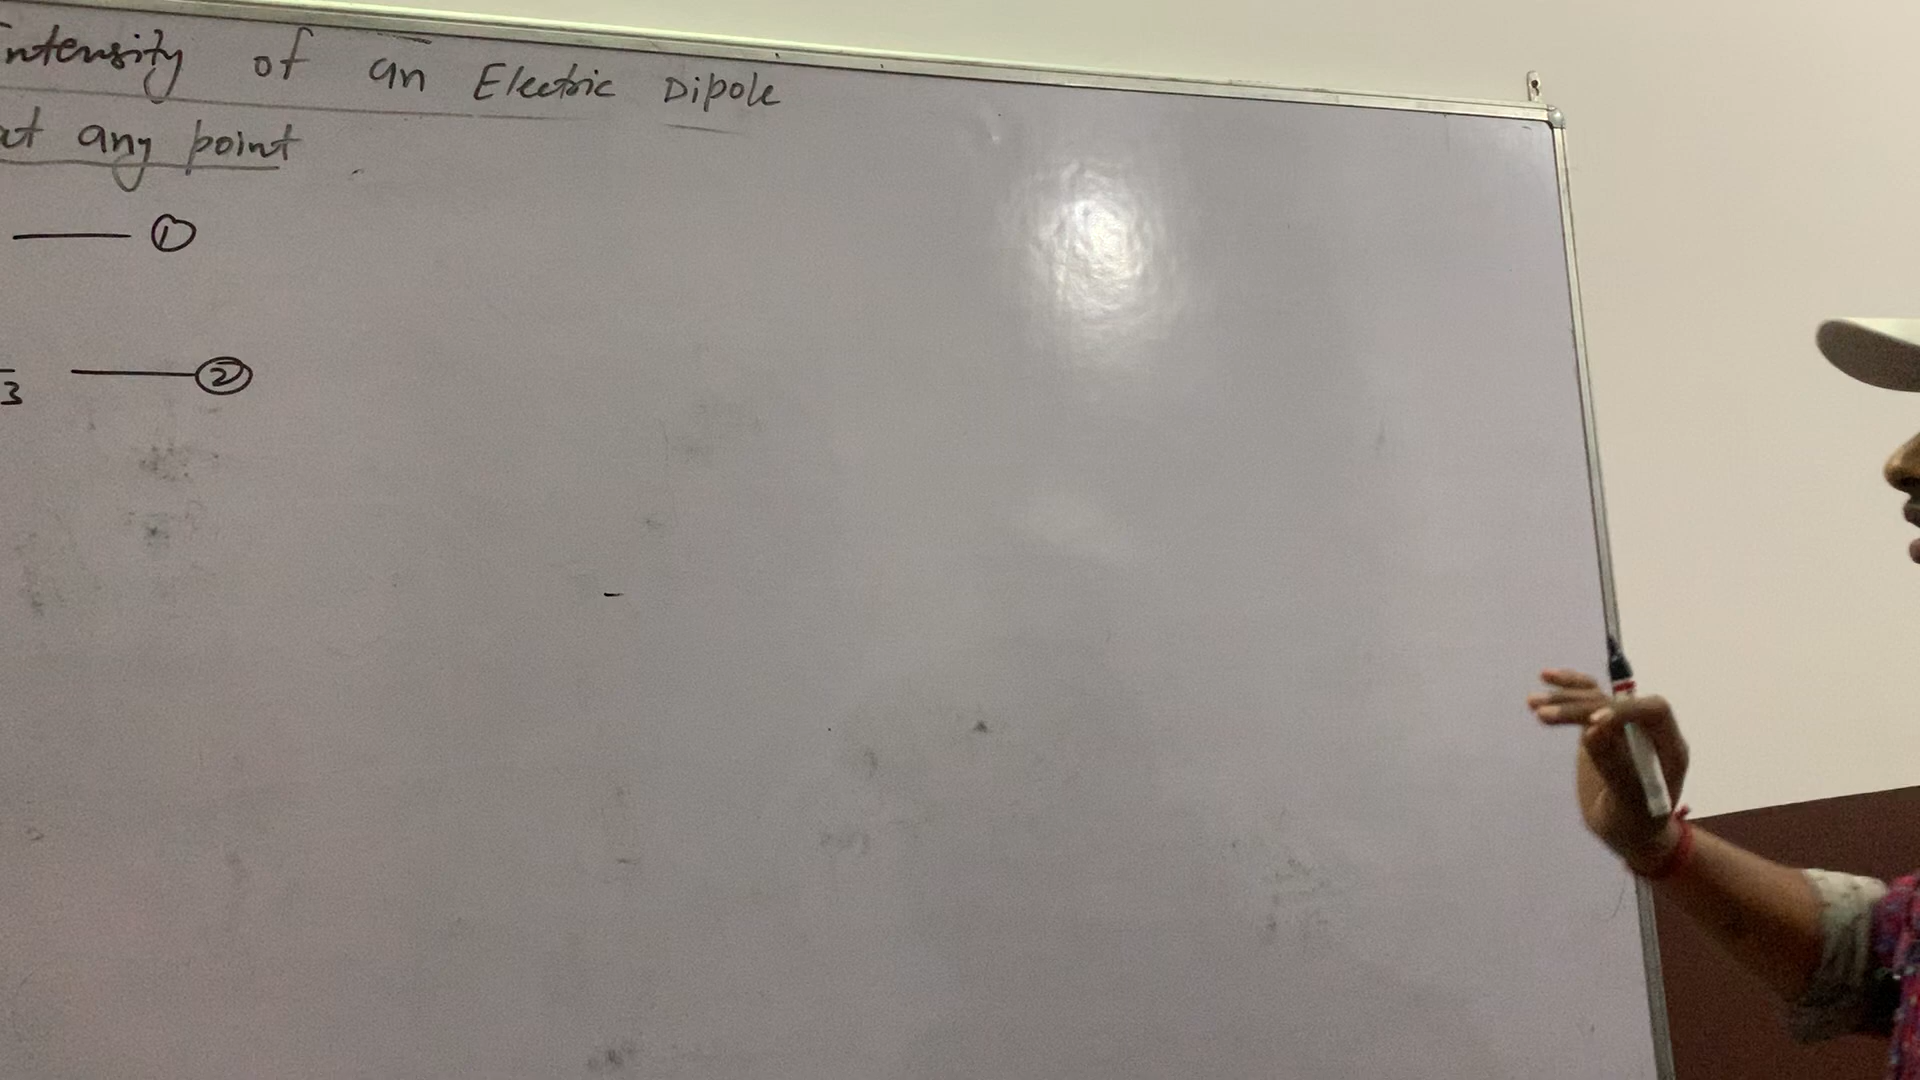 intensity of an Electric Dipole
at any point
—— ①
3 —— ②